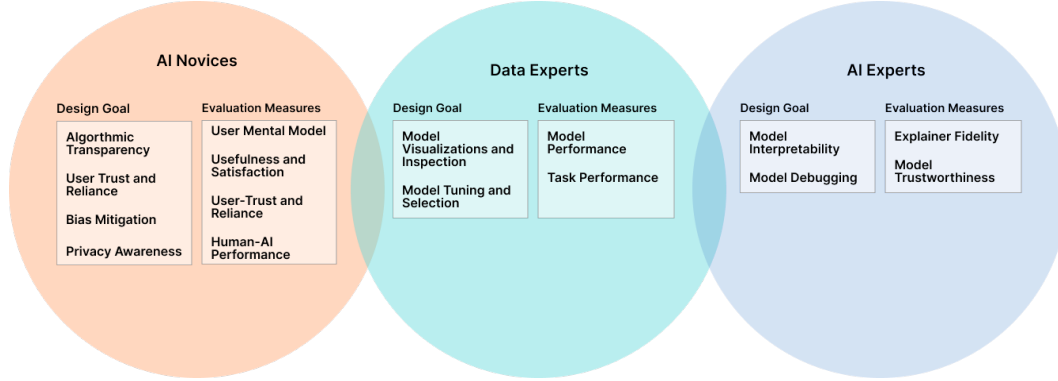 AI Novices
Design Goal
Evaluation Measures
Algorthmic
Transparency
User Trust and
Reliance
Bias Mitigation
Privacy Awareness
User Mental Model
Usefulness and
Satisfaction
User-Trust and
Reliance
Human-AI
Performance
Data Experts
Design Goal
Evaluation Measures
Model
Visualizations and
Inspection
Model Tuning and
Selection
Model
Performance
Task Performance
AI Experts
Design Goal
Evaluation Measures
Model
Interpretability
Model Debugging
Explainer Fidelity
Model
Trustworthiness